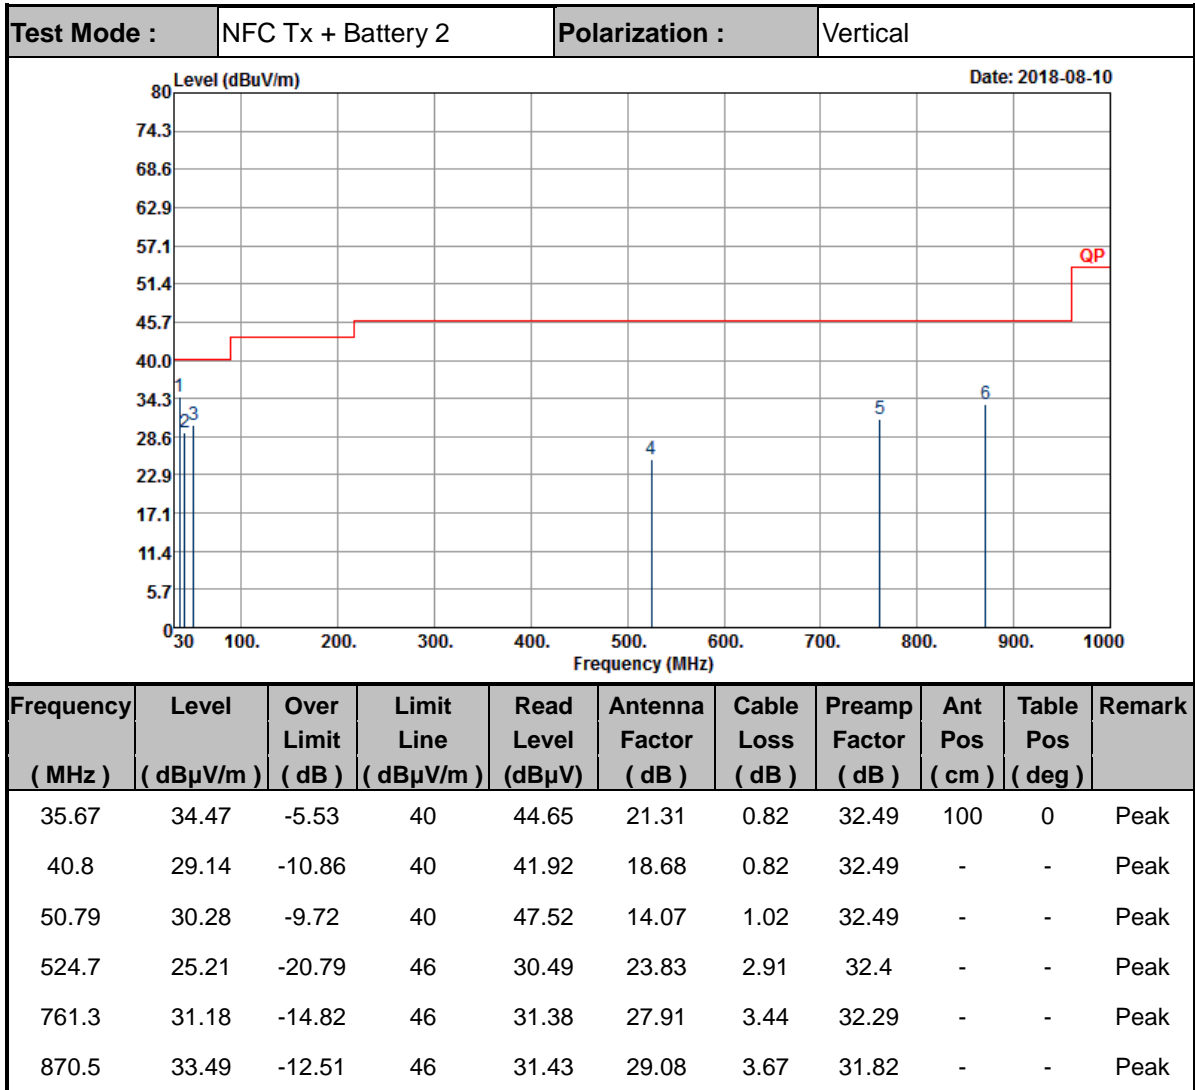 Test Mode : NFC Tx + Battery 2 Polarization : Vertical
Level (dBuV/m) Date: 2018-08-10
80
74.3
68.6
62.9
57.1
QP
51.4
45.7
40.0
1
34.3
2 3 5 6
28.6
4
22.9
17.1
11.4
5.7
0
30 100. 200. 300. 400. 500. 600. 700. 800. 900. 1000
Frequency (MHz)
Frequency Level Over Limit Read Antenna Cable Preamp Ant Table Remark
Limit Line Level Factor Loss Factor Pos Pos
( MHz ) ( dBµV/m ) ( dB ) ( dBµV/m ) (dBµV) ( dB ) ( dB ) ( dB ) ( cm ) ( deg )
35.67 34.47 -5.53 40 44.65 21.31 0.82 32.49 100 0 Peak
40.8 29.14 -10.86 40 41.92 18.68 0.82 32.49 - - Peak
50.79 30.28 -9.72 40 47.52 14.07 1.02 32.49 - - Peak
524.7 25.21 -20.79 46 30.49 23.83 2.91 32.4 - - Peak
761.3 31.18 -14.82 46 31.38 27.91 3.44 32.29 - - Peak
870.5 33.49 -12.51 46 31.43 29.08 3.67 31.82 - - Peak